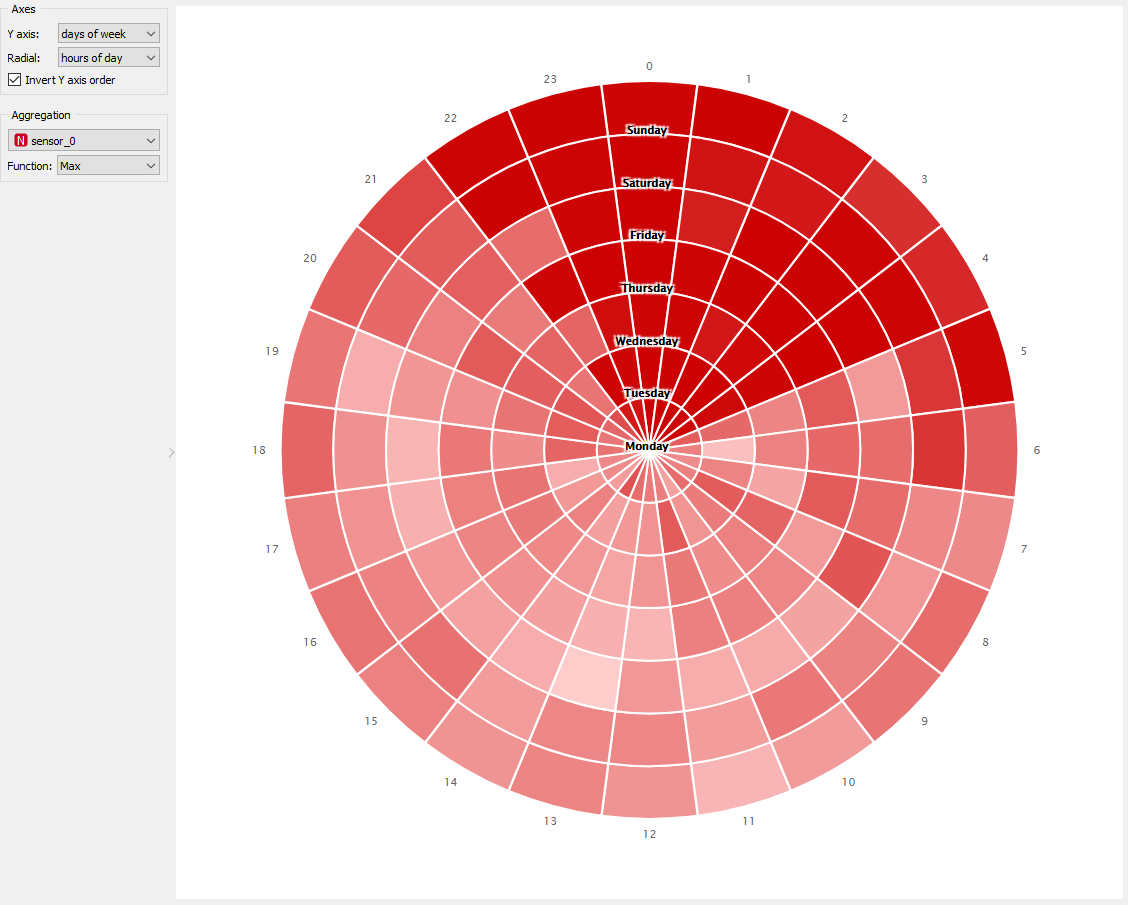 Axes
Y axis: days of week
Radial: hours of day
Invert Y axis order
Aggregation
N sensor_0
Function: Max
0
23
1
22
2
Sunday
21
3
Saturday
Friday
20
4
Thursday
Wednesday
19
5
Tuesday
Monday
18
6
17
7
16
8
15
9
14
10
13
11
12